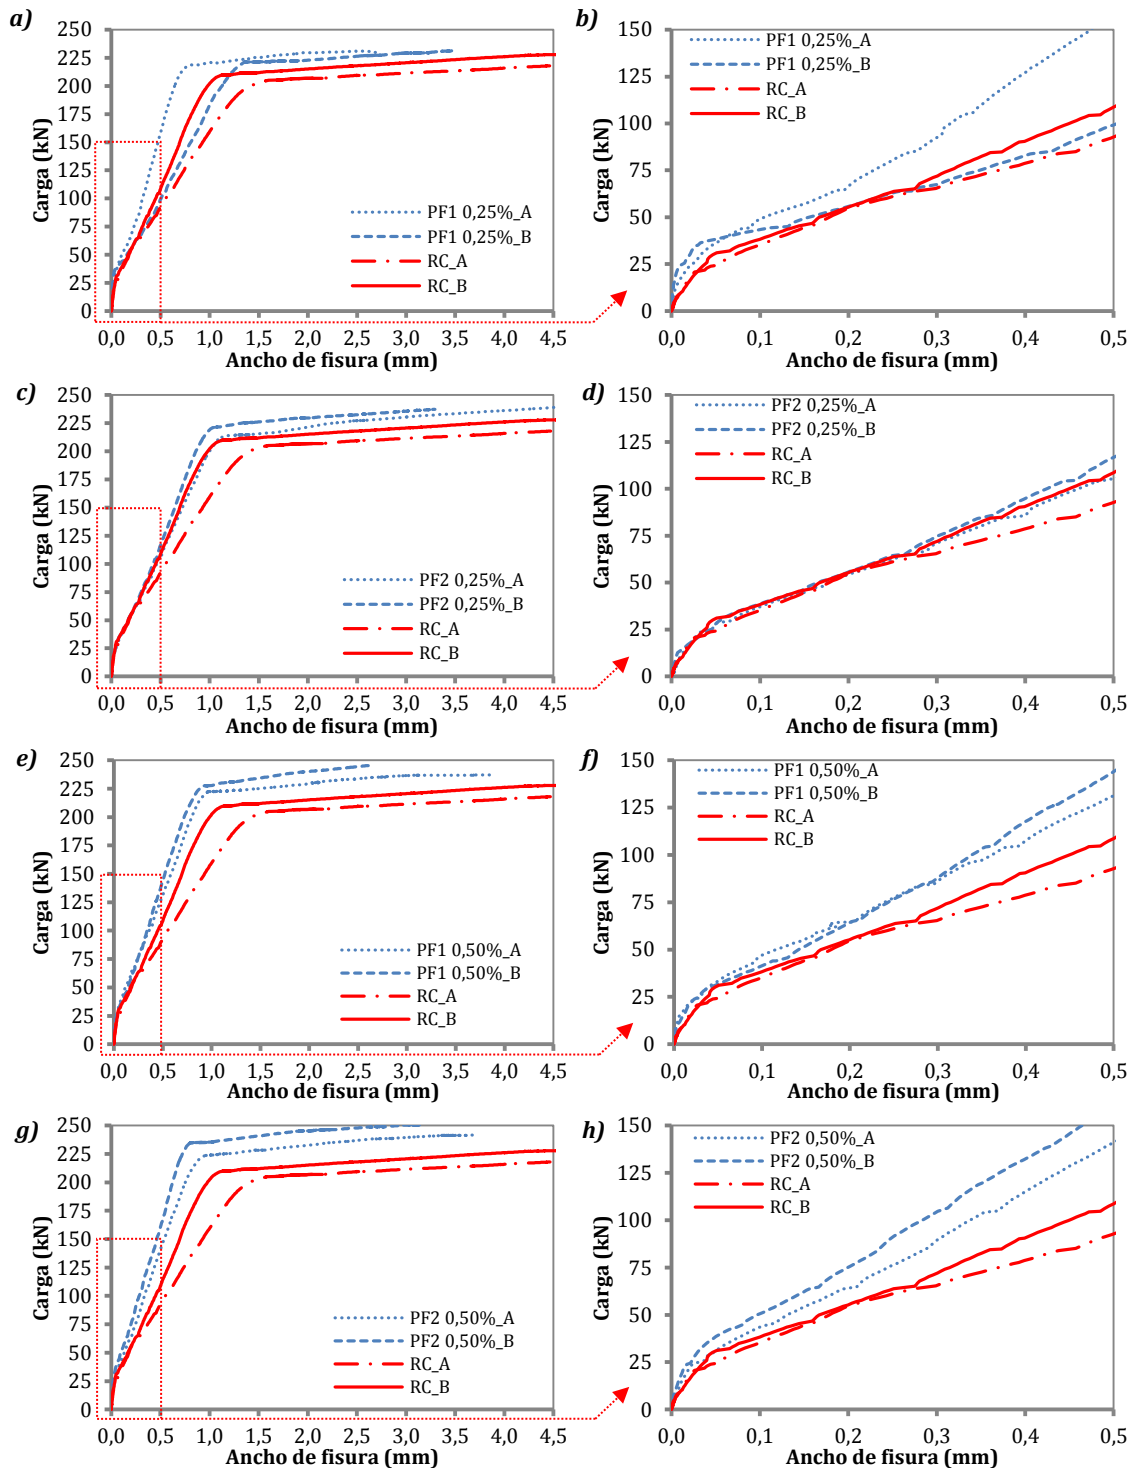 a)
250
225
200
175
150
125
100
75
50
25
0
Carga (kN)
PF1 0,25%_A
PF1 0,25%_B
RC_A
RC_B
0,0 0,5 1,0 1,5 2,0 2,5 3,0 3,5 4,0 4,5
Ancho de fisura (mm)
b)
150
125
100
75
50
25
0
Carga (kN)
PF1 0,25%_A
PF1 0,25%_B
RC_A
RC_B
0,0 0,1 0,2 0,3 0,4 0,5
Ancho de fisura (mm)
c)
250
225
200
175
150
125
100
75
50
25
0
Carga (kN)
PF2 0,25%_A
PF2 0,25%_B
RC_A
RC_B
0,0 0,5 1,0 1,5 2,0 2,5 3,0 3,5 4,0 4,5
Ancho de fisura (mm)
d)
150
125
100
75
50
25
0
Carga (kN)
PF2 0,25%_A
PF2 0,25%_B
RC_A
RC_B
0,0 0,1 0,2 0,3 0,4 0,5
Ancho de fisura (mm)
e)
250
225
200
175
150
125
100
75
50
25
0
Carga (kN)
PF1 0,50%_A
PF1 0,50%_B
RC_A
RC_B
0,0 0,5 1,0 1,5 2,0 2,5 3,0 3,5 4,0 4,5
Ancho de fisura (mm)
f)
150
125
100
75
50
25
0
Carga (kN)
PF1 0,50%_A
PF1 0,50%_B
RC_A
RC_B
0,0 0,1 0,2 0,3 0,4 0,5
Ancho de fisura (mm)
g)
250
225
200
175
150
125
100
75
50
25
0
Carga (kN)
PF2 0,50%_A
PF2 0,50%_B
RC_A
RC_B
0,0 0,5 1,0 1,5 2,0 2,5 3,0 3,5 4,0 4,5
Ancho de fisura (mm)
h)
150
125
100
75
50
25
0
Carga (kN)
PF2 0,50%_A
PF2 0,50%_B
RC_A
RC_B
0,0 0,1 0,2 0,3 0,4 0,5
Ancho de fisura (mm)